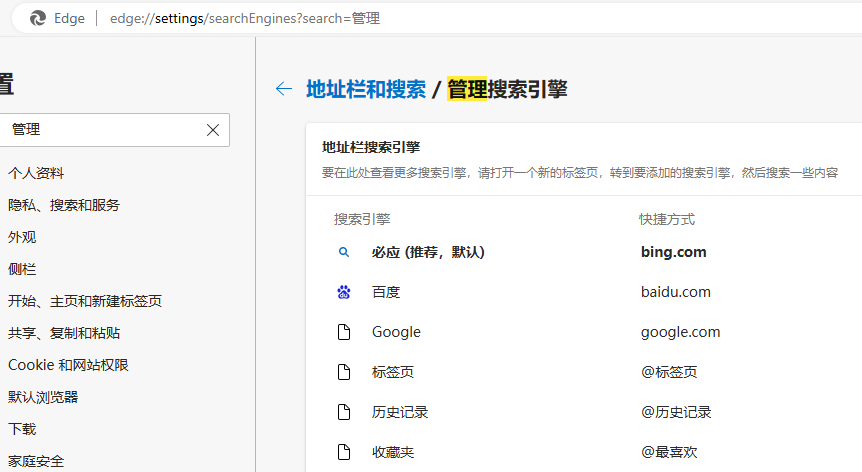 Edge edge://settings/searchEngines?search=管理
置
地址栏和搜索 / 管理搜索引擎
管理
地址栏搜索引擎
要在此处查看更多搜索引擎，请打开一个新的标签页，转到要添加的搜索引擎，然后搜索一些内容
个人资料
隐私、搜索和服务
外观
侧栏
开始、主页和新建标签页
共享、复制和粘贴
Cookie 和网站权限
默认浏览器
下载
家庭安全
搜索引擎 快捷方式
必应 (推荐，默认) bing.com
百度 baidu.com
Google google.com
标签页 @标签页
历史记录 @历史记录
收藏夹 @最喜欢